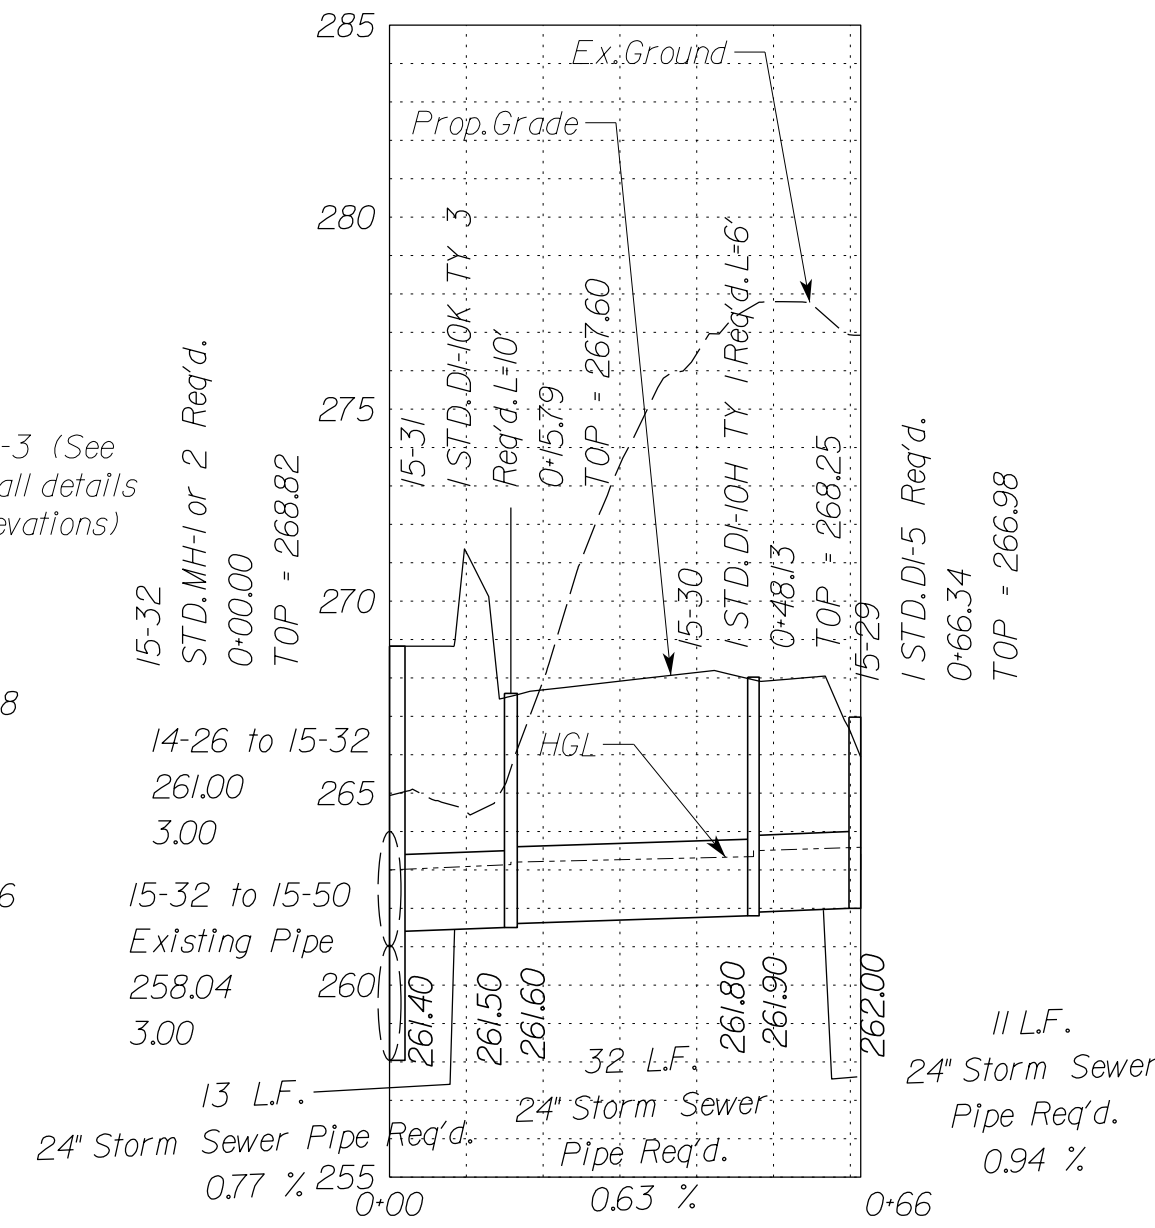 285
Ex. Ground
Prop. Grade
280
275
270
265
260
255
-3 (See
all details
evations)
8
6
15-32
STD. MH-1 or 2 Req'd.
0+00.00
TOP = 268.82
15-31
1 STD. DI-10K TY 3
Req'd. L=10'
0+15.79
TOP = 267.60
15-30
1 STD. DI-10H TY 1 Req'd. L=6'
0+48.13
TOP = 268.25
15-29
1 STD. DI-5 Req'd.
0+66.34
TOP = 266.98
14-26 to 15-32
261.00
3.00
HGL
15-32 to 15-50
Existing Pipe
258.04
3.00
261.40
261.50
261.60
261.80
261.90
262.00
13 L.F.
24" Storm Sewer Pipe Req'd.
0.77 %
32 L.F.
24" Storm Sewer
Pipe Req'd.
0.63 %
11 L.F.
24" Storm Sewer
Pipe Req'd.
0.94 %
0+00
0+66